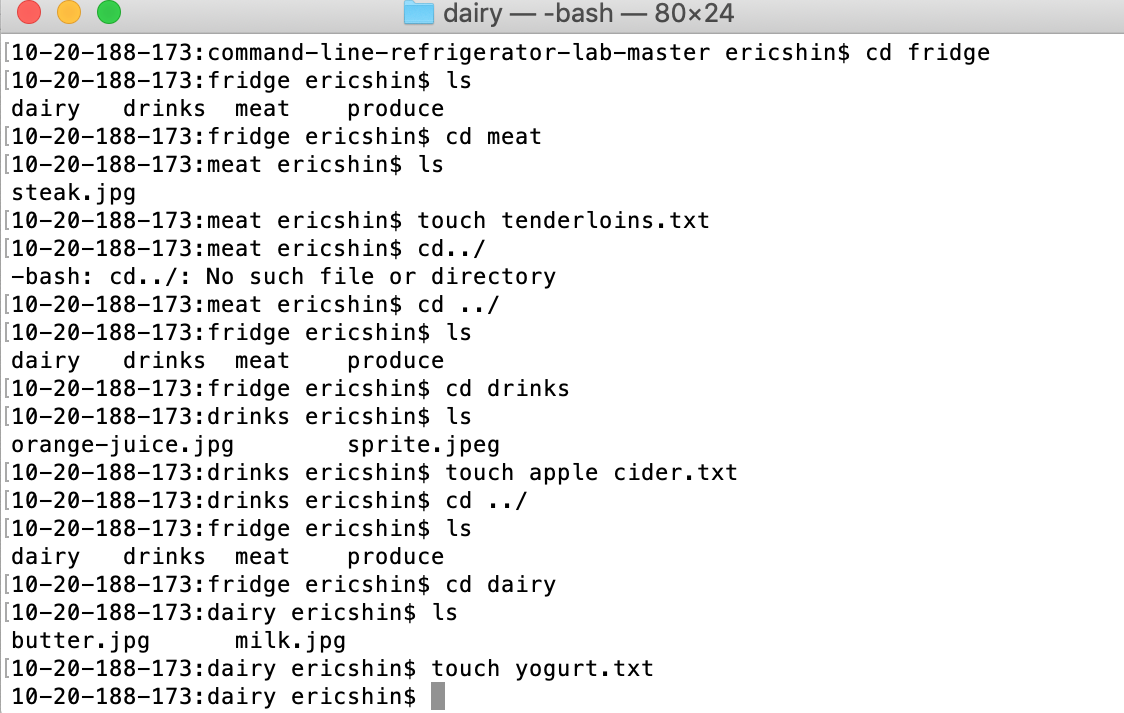 dairy — -bash — 80×24
[10-20-188-173:command-line-refrigerator-lab-master ericshin$ cd fridge
[10-20-188-173:fridge ericshin$ ls
dairy   drinks  meat    produce
[10-20-188-173:fridge ericshin$ cd meat
[10-20-188-173:meat ericshin$ ls
steak.jpg
[10-20-188-173:meat ericshin$ touch tenderloins.txt
[10-20-188-173:meat ericshin$ cd../
-bash: cd../: No such file or directory
[10-20-188-173:meat ericshin$ cd ../
[10-20-188-173:fridge ericshin$ ls
dairy   drinks  meat    produce
[10-20-188-173:fridge ericshin$ cd drinks
[10-20-188-173:drinks ericshin$ ls
orange-juice.jpg        sprite.jpeg
[10-20-188-173:drinks ericshin$ touch apple cider.txt
[10-20-188-173:drinks ericshin$ cd ../
[10-20-188-173:fridge ericshin$ ls
dairy   drinks  meat    produce
[10-20-188-173:fridge ericshin$ cd dairy
[10-20-188-173:dairy ericshin$ ls
butter.jpg      milk.jpg
[10-20-188-173:dairy ericshin$ touch yogurt.txt
10-20-188-173:dairy ericshin$